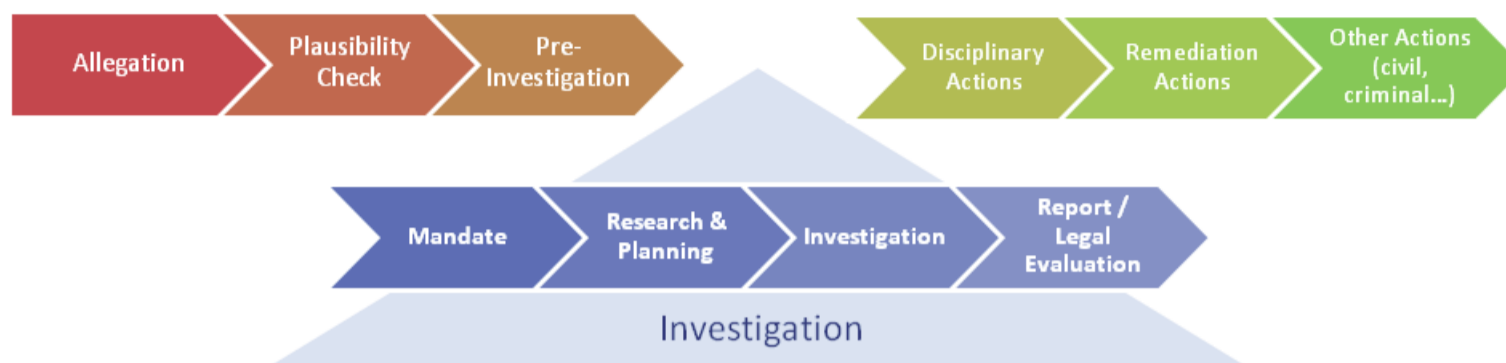 Allegation
Plausibility
Check
Pre-
Investigation
Disciplinary
Actions
Remediation
Actions
Other Actions
(civil,
criminal...)
Mandate
Research &
Planning
Investigation
Report /
Legal
Evaluation
Investigation